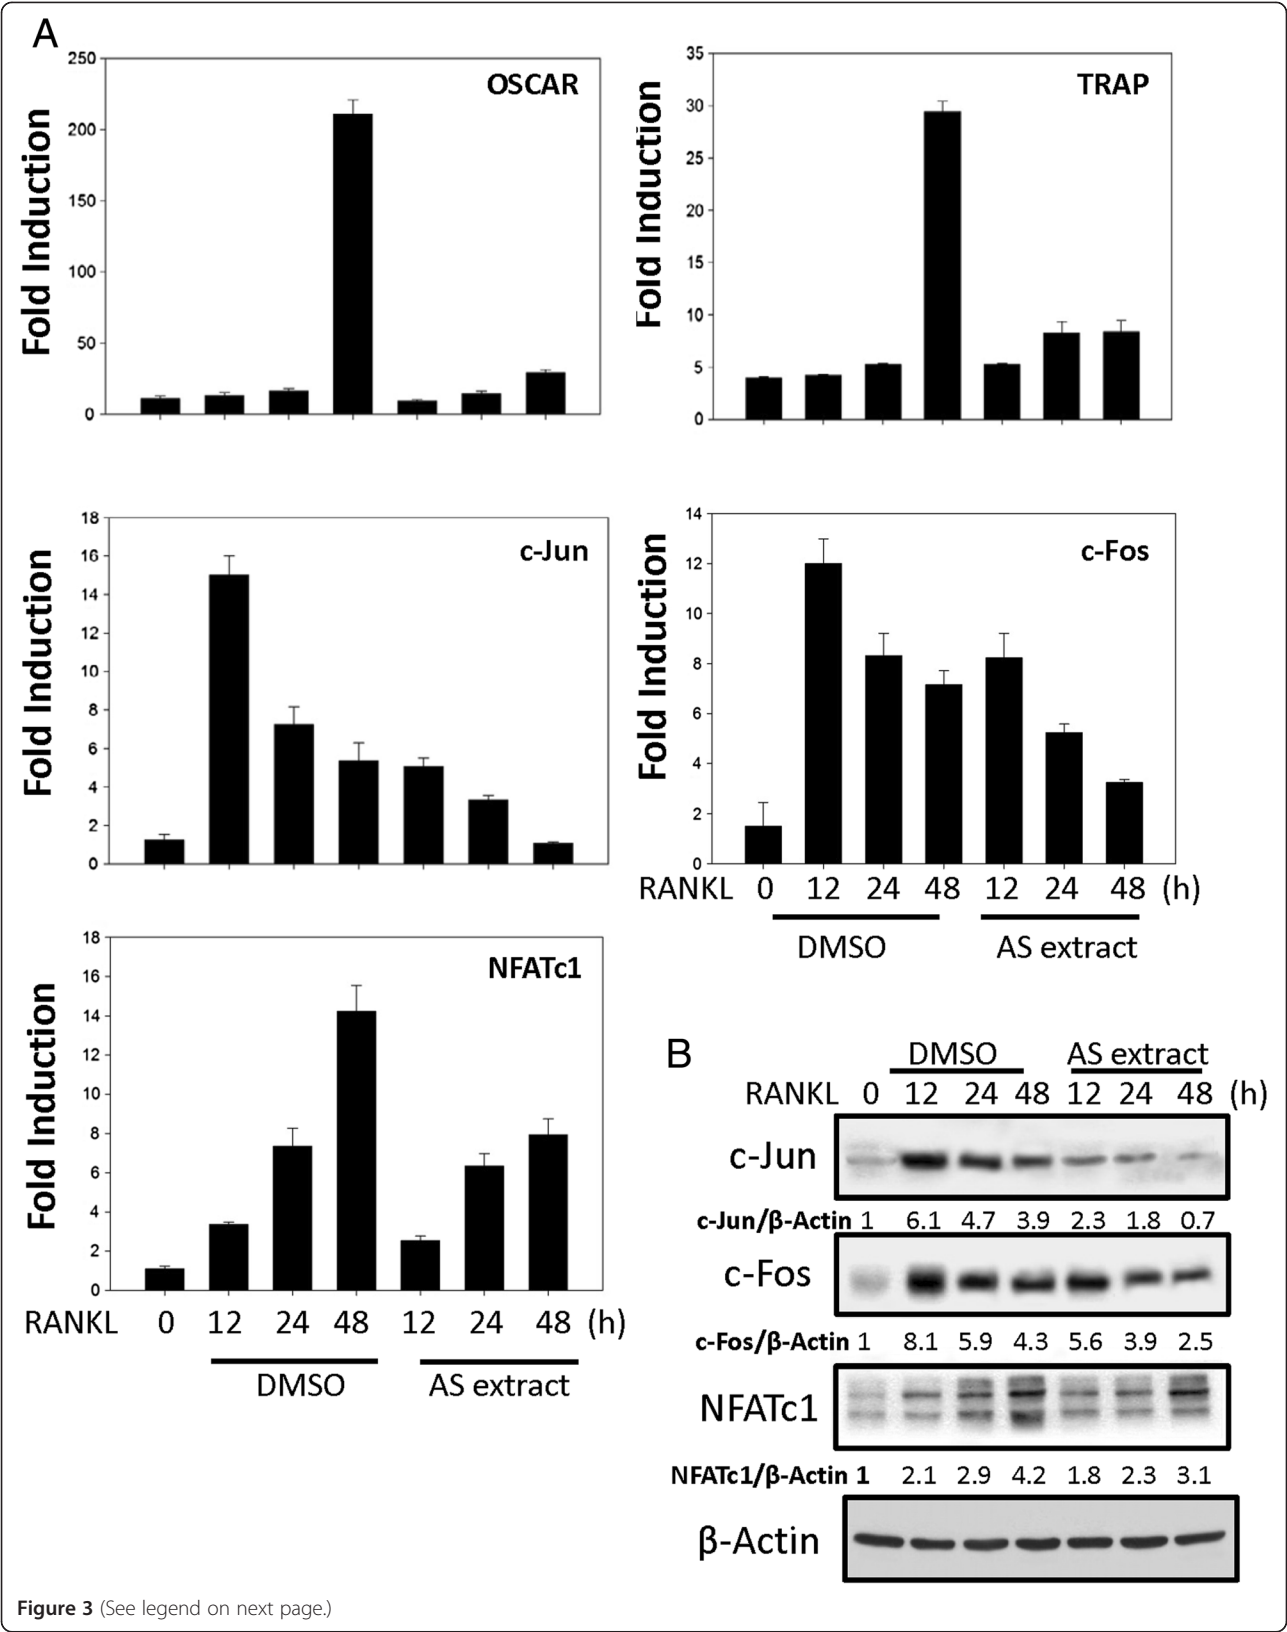 A
OSCAR
Fold Induction
250
200
150
100
50
0
TRAP
Fold Induction
35
30
25
20
15
10
5
0
c-Jun
Fold Induction
18
16
14
12
10
8
6
4
2
0
c-Fos
Fold Induction
14
12
10
8
6
4
2
0
RANKL 0 12 24 48 12 24 48 (h)
DMSO AS extract
NFATc1
Fold Induction
18
16
14
12
10
8
6
4
2
0
RANKL 0 12 24 48 12 24 48 (h)
DMSO AS extract
B
DMSO AS extract
RANKL 0 12 24 48 12 24 48 (h)
c-Jun
c-Jun/β-Actin 1 6.1 4.7 3.9 2.3 1.8 0.7
c-Fos
c-Fos/β-Actin 1 8.1 5.9 4.3 5.6 3.9 2.5
NFATc1
NFATc1/β-Actin 1 2.1 2.9 4.2 1.8 2.3 3.1
β-Actin
Figure 3 (See legend on next page.)